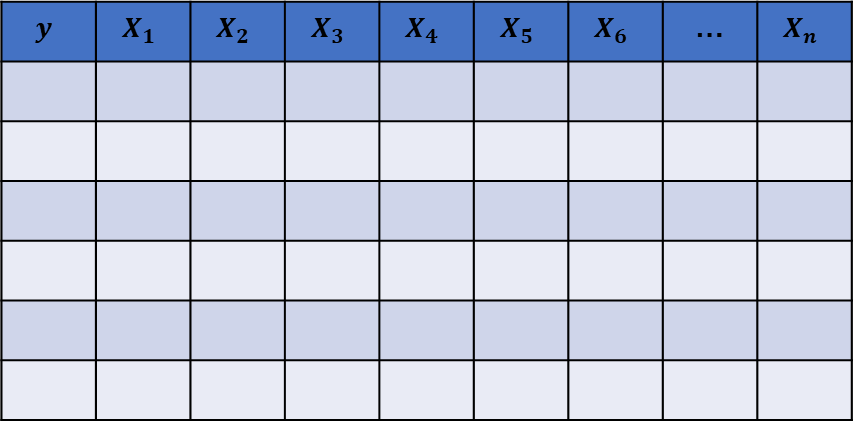 y X₁ X₂ X₃ X₄ X₅ X₆ … Xₙ